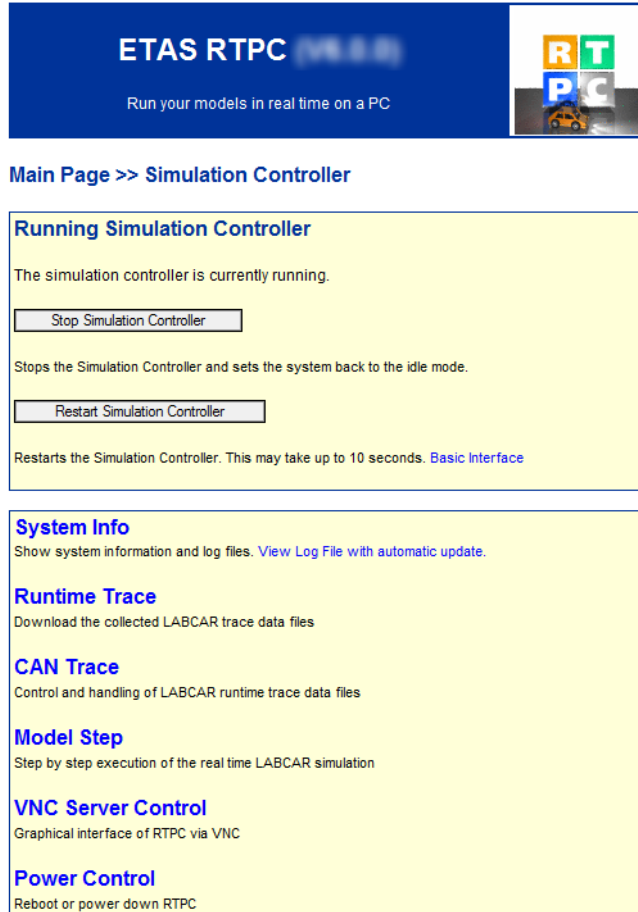 ETAS RTPC
Run your models in real time on a PC
R T
P C
Main Page >> Simulation Controller
Running Simulation Controller
The simulation controller is currently running.
Stop Simulation Controller
Stops the Simulation Controller and sets the system back to the idle mode.
Restart Simulation Controller
Restarts the Simulation Controller. This may take up to 10 seconds. Basic Interface
System Info
Show system information and log files. View Log File with automatic update.
Runtime Trace
Download the collected LABCAR trace data files
CAN Trace
Control and handling of LABCAR runtime trace data files
Model Step
Step by step execution of the real time LABCAR simulation
VNC Server Control
Graphical interface of RTPC via VNC
Power Control
Reboot or power down RTPC